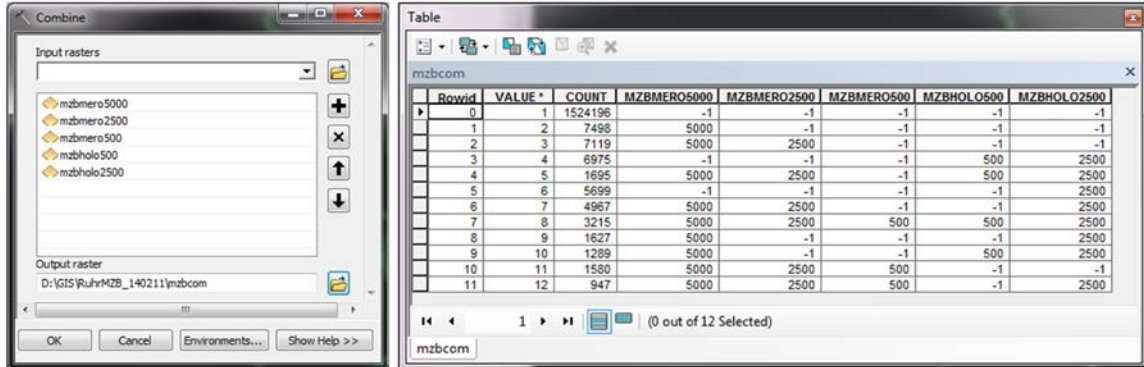 Combine
Input rasters
mzbmero5000
mzbmero2500
mzbmero500
mzbholo500
mzbholo2500
Output raster
D:\GIS\RuhrMZB_140211\mzbcom
OK Cancel Environments... Show Help >>
Table
mzbcom
Rowid VALUE * COUNT MZBMERO5000 MZBMERO2500 MZBMERO500 MZBHOLO500 MZBHOLO2500
0 1 1524196 -1 -1 -1 -1 -1
1 2 7498 5000 -1 -1 -1 -1
2 3 7119 5000 2500 -1 -1 -1
3 4 6975 -1 -1 -1 500 2500
4 5 1695 5000 2500 -1 500 2500
5 6 5699 -1 -1 -1 -1 2500
6 7 4967 5000 2500 -1 -1 2500
7 8 3215 5000 2500 500 500 2500
8 9 1627 5000 -1 -1 -1 2500
9 10 1289 5000 -1 -1 500 2500
10 11 1580 5000 2500 500 -1 -1
11 12 947 5000 2500 500 -1 2500
1 (0 out of 12 Selected)
mzbcom